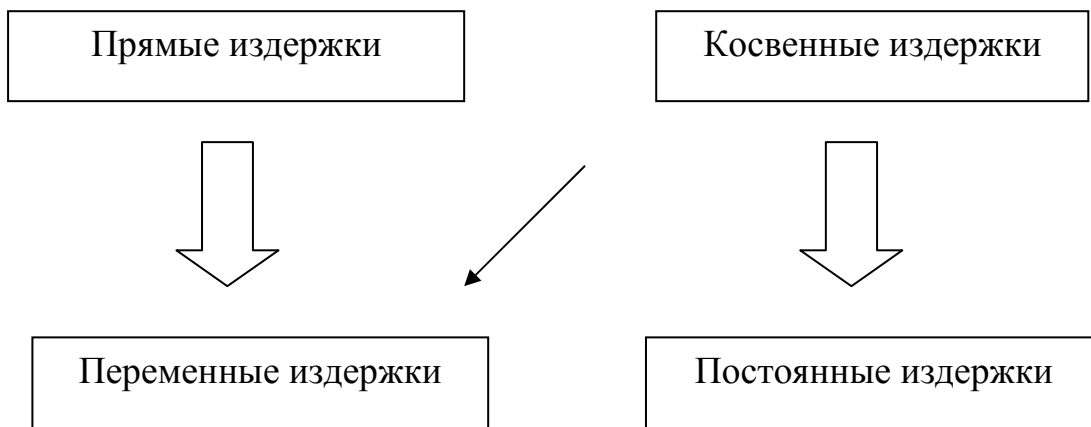 Прямые издержки
Косвенные издержки
Переменные издержки
Постоянные издержки